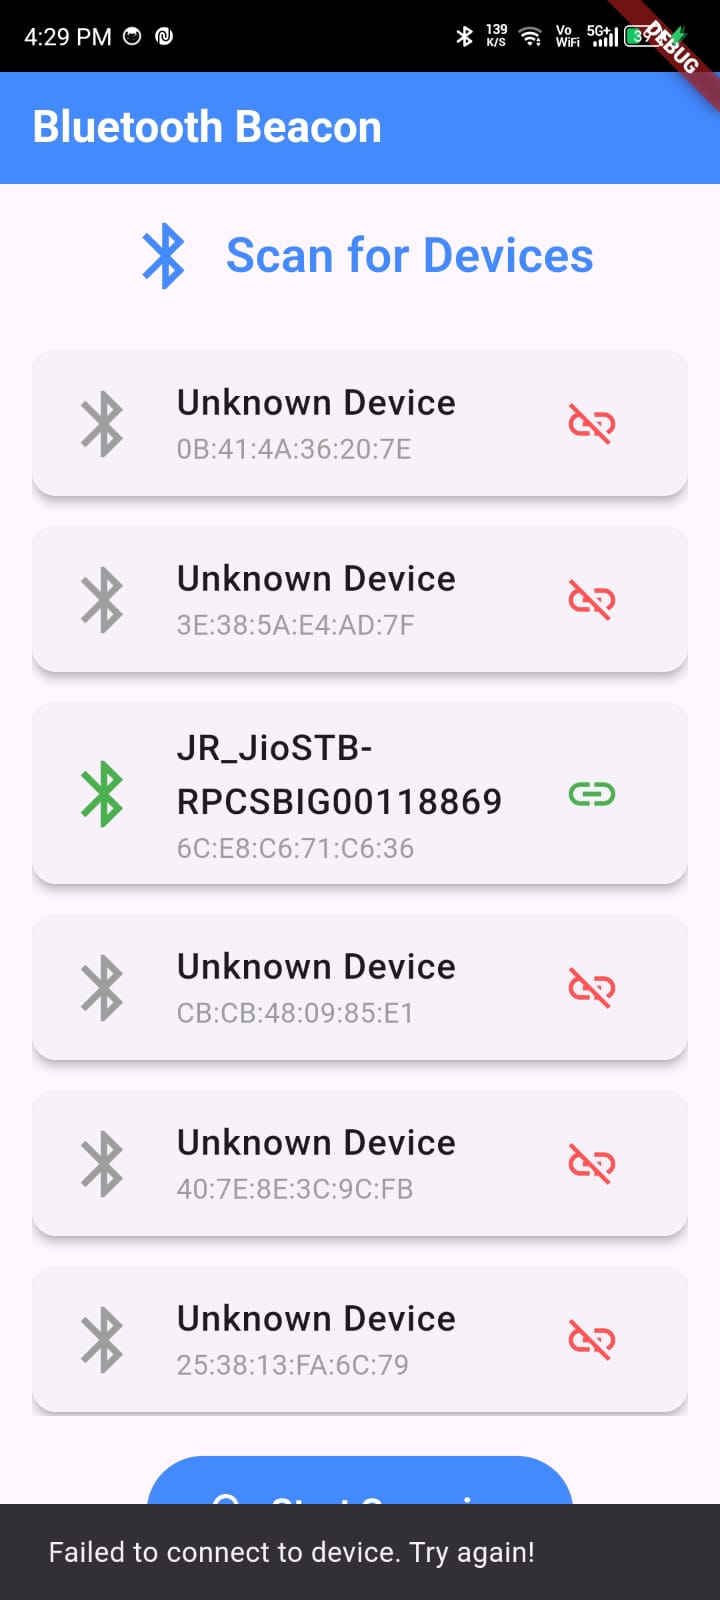 4:29 PM
139
K/S
Vo
WiFi
5G+
DEBUG
Bluetooth Beacon
Scan for Devices
Unknown Device
0B:41:4A:36:20:7E
Unknown Device
3E:38:5A:E4:AD:7F
JR_JioSTB-
RPCSBIG00118869
6C:E8:C6:71:C6:36
Unknown Device
CB:CB:48:09:85:E1
Unknown Device
40:7E:8E:3C:9C:FB
Unknown Device
25:38:13:FA:6C:79
Failed to connect to device. Try again!